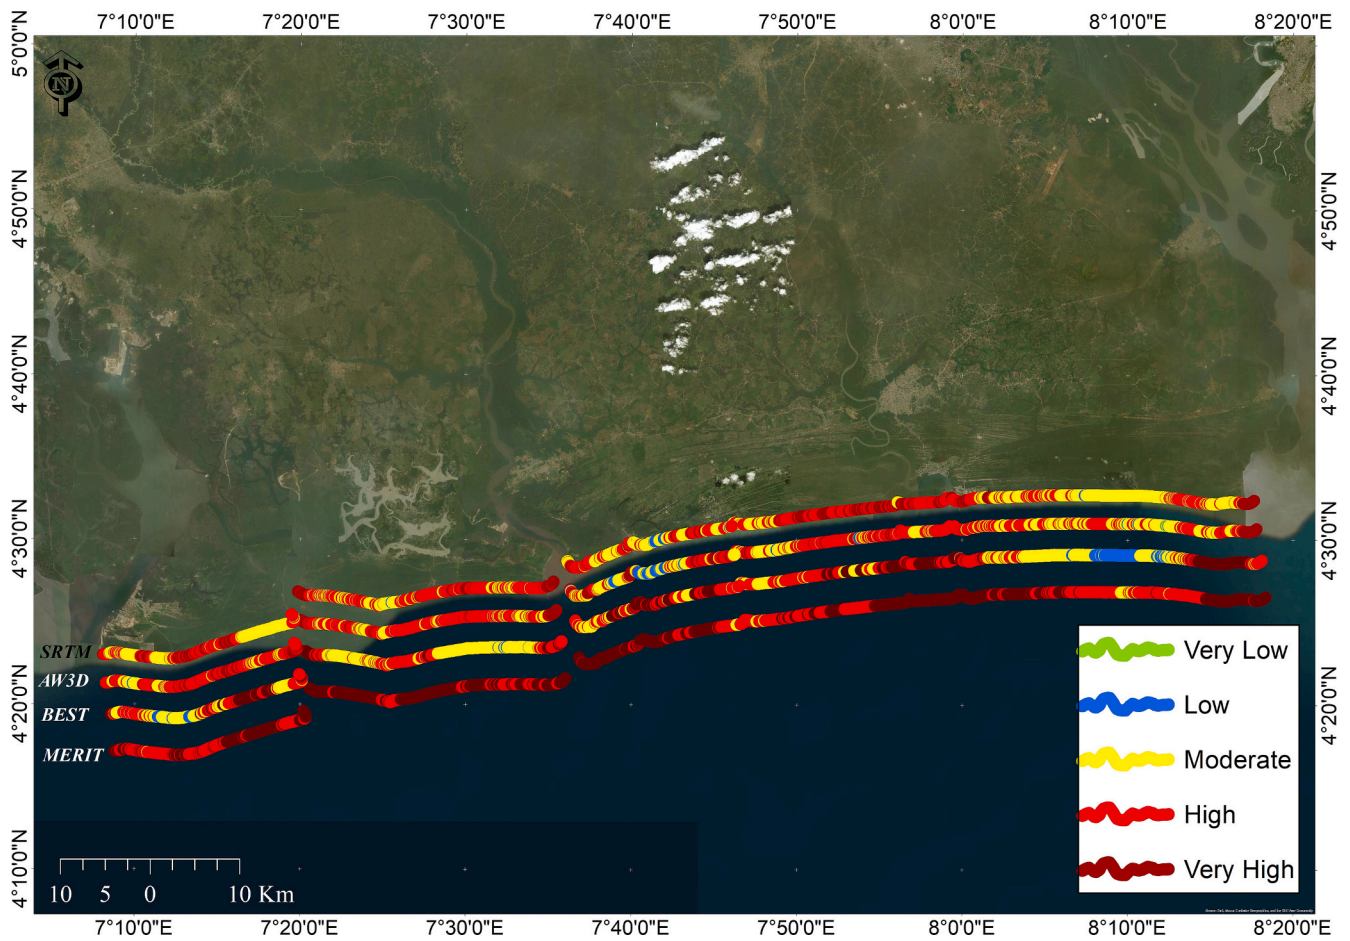 7°10'0"E 7°20'0"E 7°30'0"E 7°40'0"E 7°50'0"E 8°0'0"E 8°10'0"E 8°20'0"E
5°0'0"N
N
4°50'0"N 4°50'0"N
4°40'0"N 4°40'0"N
4°30'0"N 4°30'0"N
SRTM
AW3D
BEST
MERIT
4°20'0"N 4°20'0"N
Very Low
Low
Moderate
High
Very High
4°10'0"N
10 5 0 10 Km
7°10'0"E 7°20'0"E 7°30'0"E 7°40'0"E 7°50'0"E 8°0'0"E 8°10'0"E 8°20'0"E